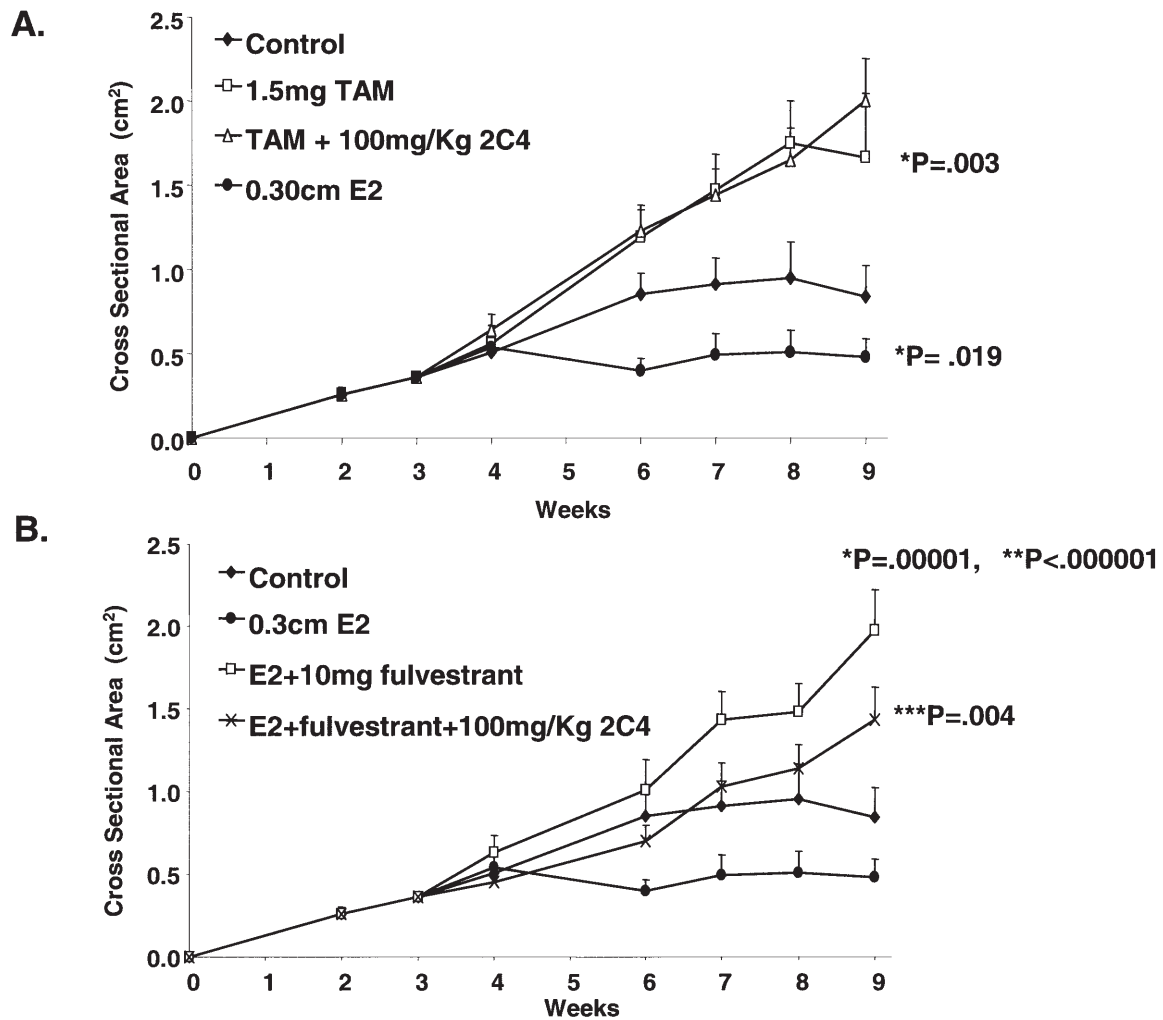 A.
2.5
Control
1.5mg TAM
TAM + 100mg/Kg 2C4
0.30cm E2
2.0
1.5
1.0
0.5
0.0
Cross Sectional Area (cm²)
*P=.003
*P= .019
0 1 2 3 4 5 6 7 8 9
Weeks
B.
2.5
Control
0.3cm E2
E2+10mg fulvestrant
E2+fulvestrant+100mg/Kg 2C4
*P=.00001, **P<.000001
2.0
1.5
1.0
0.5
0.0
Cross Sectional Area (cm²)
***P=.004
0 1 2 3 4 5 6 7 8 9
Weeks